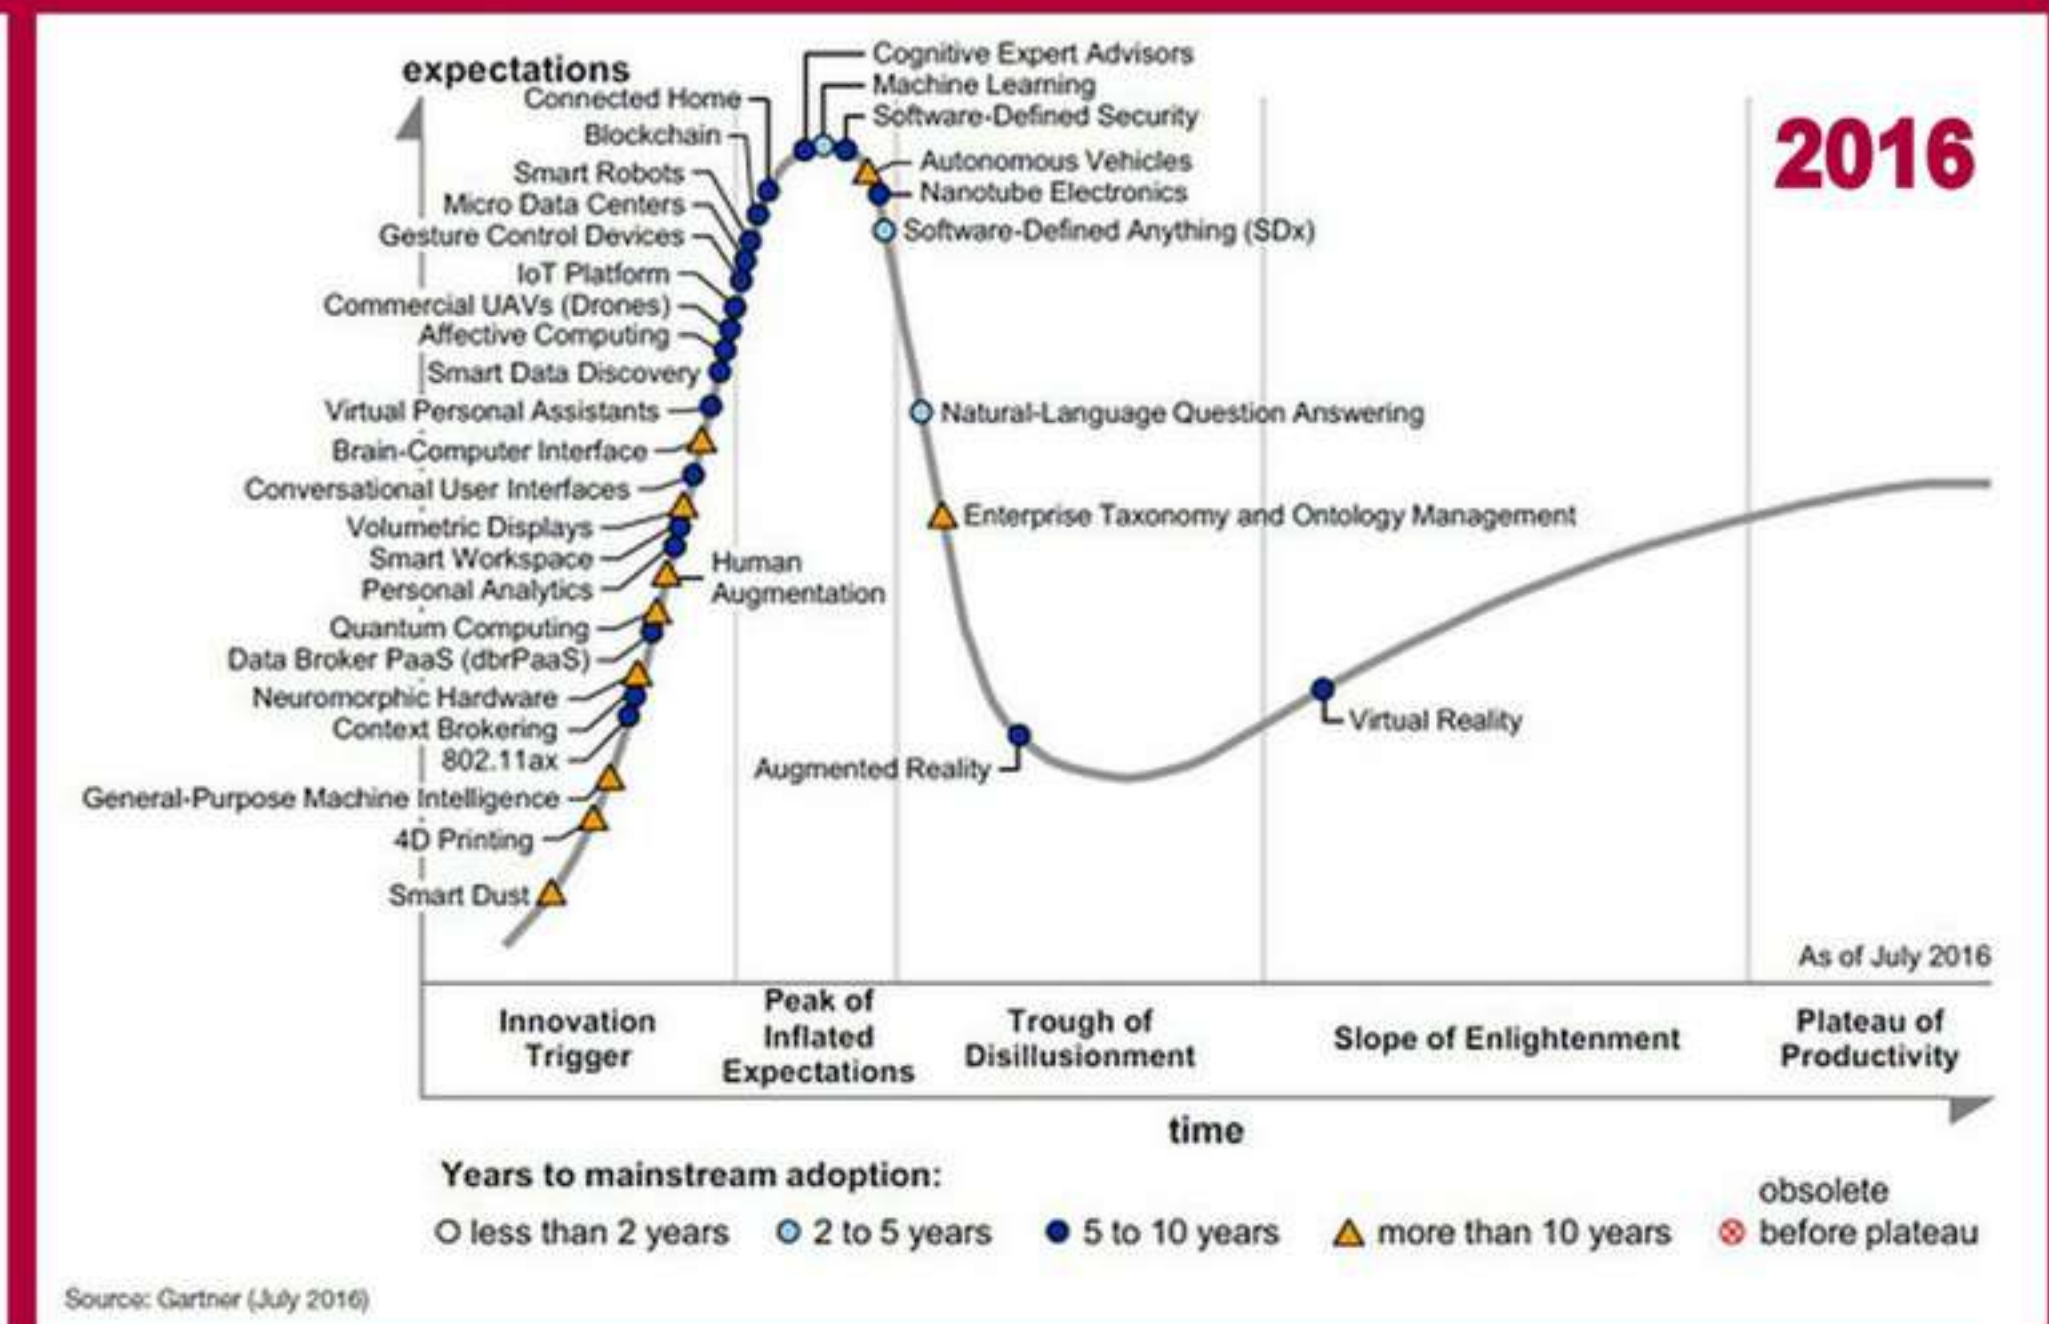 expectations
2016
Cognitive Expert Advisors
Machine Learning
Software-Defined Security
Autonomous Vehicles
Nanotube Electronics
Software-Defined Anything (SDx)
Connected Home
Blockchain
Smart Robots
Micro Data Centers
Gesture Control Devices
IoT Platform
Commercial UAVs (Drones)
Affective Computing
Smart Data Discovery
Virtual Personal Assistants
Brain-Computer Interface
Conversational User Interfaces
Volumetric Displays
Smart Workspace
Personal Analytics
Human
Augmentation
Quantum Computing
Data Broker PaaS (dbrPaaS)
Neuromorphic Hardware
Context Brokering
802.11ax
General-Purpose Machine Intelligence
4D Printing
Smart Dust
Natural-Language Question Answering
Enterprise Taxonomy and Ontology Management
Augmented Reality
Virtual Reality
As of July 2016
Innovation
Trigger
Peak of
Inflated
Expectations
Trough of
Disillusionment
Slope of Enlightenment
Plateau of
Productivity
time
Years to mainstream adoption:
less than 2 years
2 to 5 years
5 to 10 years
more than 10 years
obsolete
before plateau
Source: Gartner (July 2016)